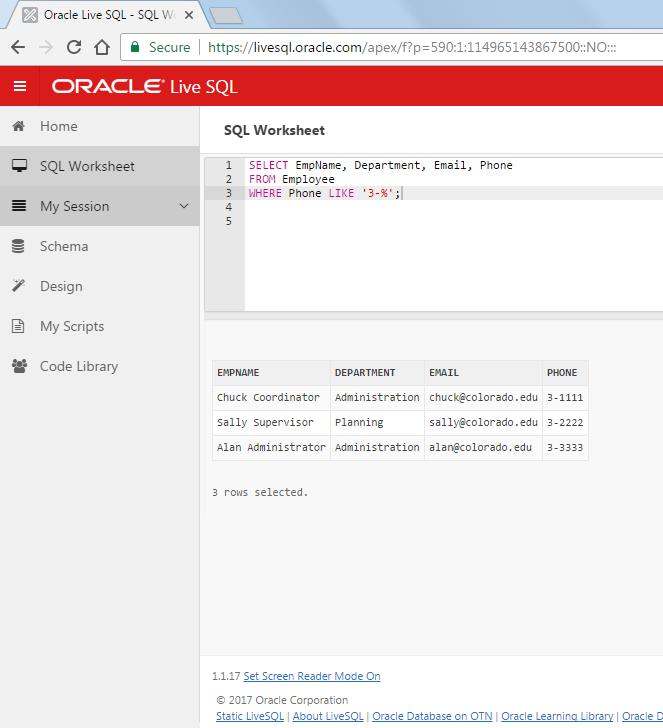 Oracle Live SQL - SQL Wo
Secure | https://livesql.oracle.com/apex/f?p=590:1:114965143867500::NO:::
ORACLE® Live SQL
Home
SQL Worksheet
My Session
Schema
Design
My Scripts
Code Library
SQL Worksheet
1 SELECT EmpName, Department, Email, Phone
2 FROM Employee
3 WHERE Phone LIKE '3-%';
4
5
EMPNAME DEPARTMENT EMAIL PHONE
Chuck Coordinator Administration chuck@colorado.edu 3-1111
Sally Supervisor Planning sally@colorado.edu 3-2222
Alan Administrator Administration alan@colorado.edu 3-3333
3 rows selected.
1.1.17 Set Screen Reader Mode On
© 2017 Oracle Corporation
Static LiveSQL | About LiveSQL | Oracle Database on OTN | Oracle Learning Library | Oracle D